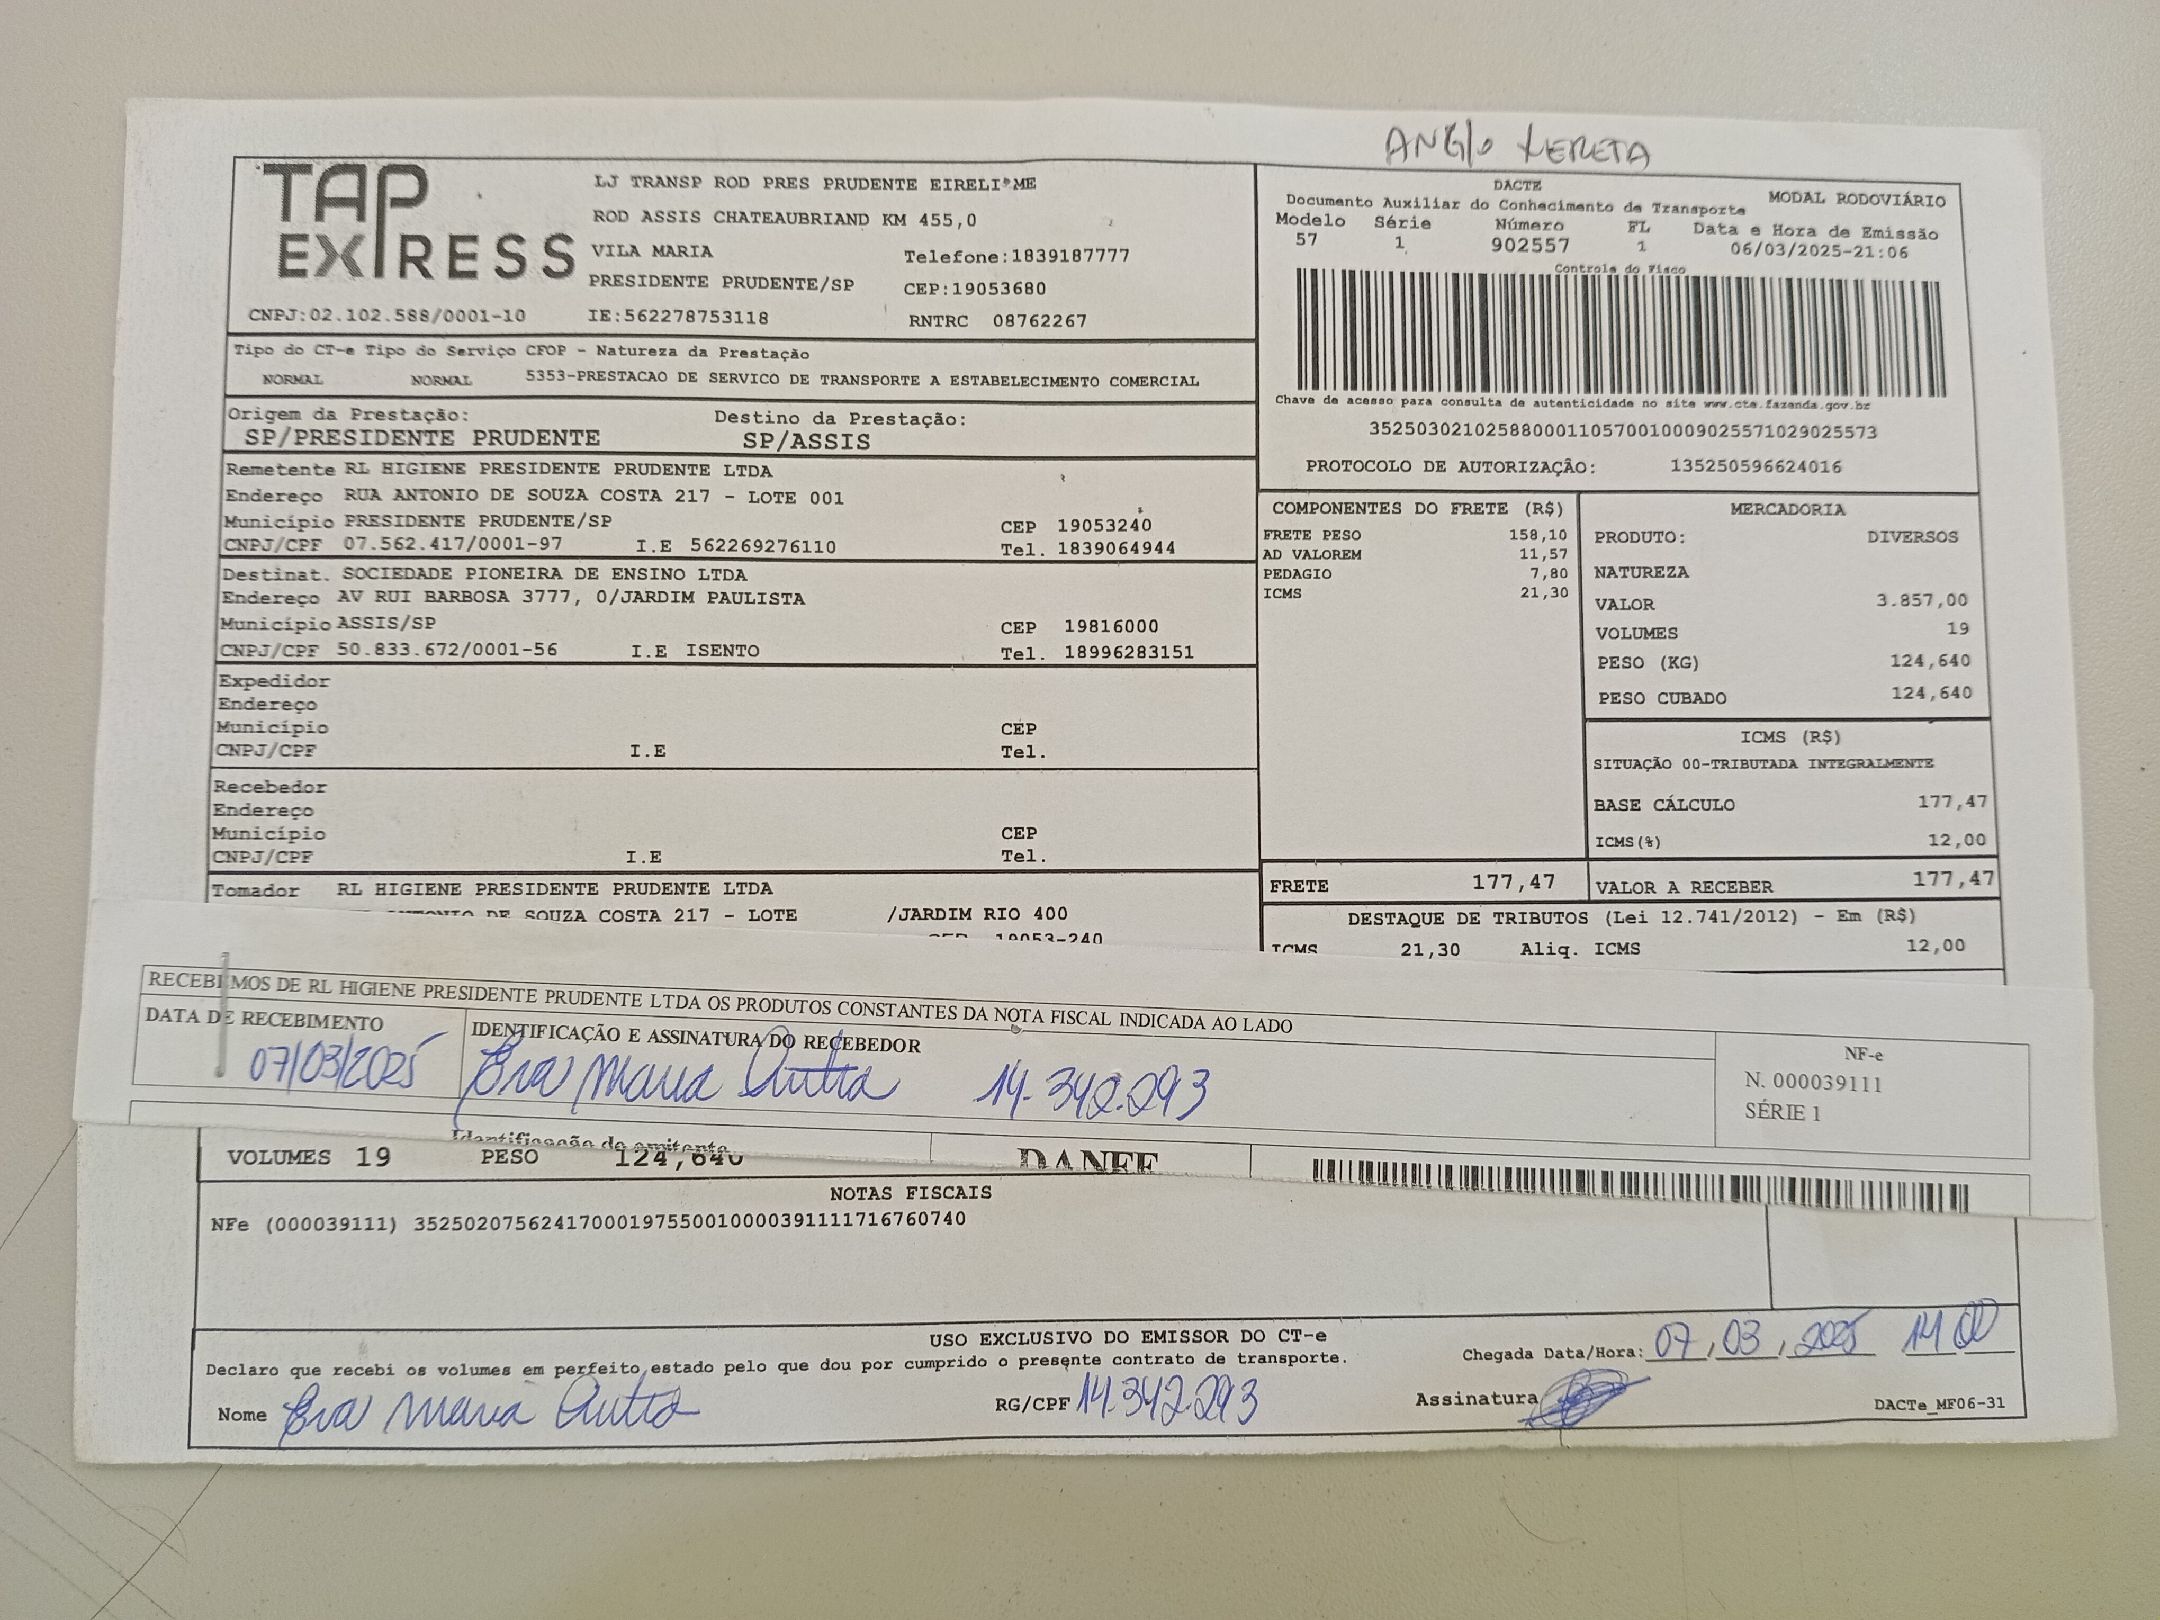 ANGLO
TAP
EXPRESS
LJ TRANSP ROD PRES PRUDENTE EIRELI*ME
ROD ASSIS CHATEAUBRIAND KM 455,0
VILA MARIA Telefone:1839187777
PRESIDENTE PRUDENTE/SP CEP:19053680
CNPJ:02.102.588/0001-10 IE:562278753118 RNTRC 08762267
DACTE MODAL RODOVIÁRIO
Documento Auxiliar do Conhecimento de Transporte
Modelo Série Número FL Data e Hora de Emissão
57 1 902557 1 06/03/2025-21:06
Controle do Fisco
Chave de acesso para consulta de autenticidade no site www.cte.fazenda.gov.br
35250302102588000110570010009025571029025573
PROTOCOLO DE AUTORIZAÇÃO: 135250596624016
Tipo do CT-e Tipo do Serviço CFOP - Natureza da Prestação
NORMAL NORMAL 5353-PRESTACAO DE SERVICO DE TRANSPORTE A ESTABELECIMENTO COMERCIAL
Origem da Prestação: Destino da Prestação:
SP/PRESIDENTE PRUDENTE SP/ASSIS
Remetente RL HIGIENE PRESIDENTE PRUDENTE LTDA
Endereço RUA ANTONIO DE SOUZA COSTA 217 - LOTE 001
Município PRESIDENTE PRUDENTE/SP CEP 19053240
CNPJ/CPF 07.562.417/0001-97 I.E 562269276110 Tel. 1839064944
Destinat. SOCIEDADE PIONEIRA DE ENSINO LTDA
Endereço AV RUI BARBOSA 3777, 0/JARDIM PAULISTA
Município ASSIS/SP CEP 19816000
CNPJ/CPF 50.833.672/0001-56 I.E ISENTO Tel. 18996283151
Expedidor
Endereço
Município CEP
CNPJ/CPF I.E Tel.
Recebedor
Endereço
Município CEP
CNPJ/CPF I.E Tel.
Tomador RL HIGIENE PRESIDENTE PRUDENTE LTDA
ANTONIO DE SOUZA COSTA 217 - LOTE /JARDIM RIO 400
CEP 19053-240
COMPONENTES DO FRETE (R$)
FRETE PESO 158,10
AD VALOREM 11,57
PEDAGIO 7,80
ICMS 21,30
MERCADORIA
PRODUTO: DIVERSOS
NATUREZA
VALOR 3.857,00
VOLUMES 19
PESO (KG) 124,640
PESO CUBADO 124,640
ICMS (R$)
SITUAÇÃO 00-TRIBUTADA INTEGRALMENTE
BASE CÁLCULO 177,47
ICMS(%) 12,00
FRETE 177,47 VALOR A RECEBER 177,47
DESTAQUE DE TRIBUTOS (Lei 12.741/2012) - Em (R$)
ICMS 21,30 Aliq. ICMS 12,00
RECEBEMOS DE RL HIGIENE PRESIDENTE PRUDENTE LTDA OS PRODUTOS CONSTANTES DA NOTA FISCAL INDICADA AO LADO
DATA DE RECEBIMENTO IDENTIFICAÇÃO E ASSINATURA DO RECEBEDOR
07/03/2025 Eva Maria Dutra 14.342.293
NF-e
N. 000039111
SÉRIE 1
Identificação do emitente
VOLUMES 19 PESO 124,640 DANFE
NOTAS FISCAIS
NFe (000039111) 35250207562417000197550010000391111716760740
USO EXCLUSIVO DO EMISSOR DO CT-e
Declaro que recebi os volumes em perfeito estado pelo que dou por cumprido o presente contrato de transporte.
Chegada Data/Hora: 07,03,2025 14 00
Nome Eva Maria Dutra RG/CPF 14.342.293 Assinatura
DACTe_MF06-31